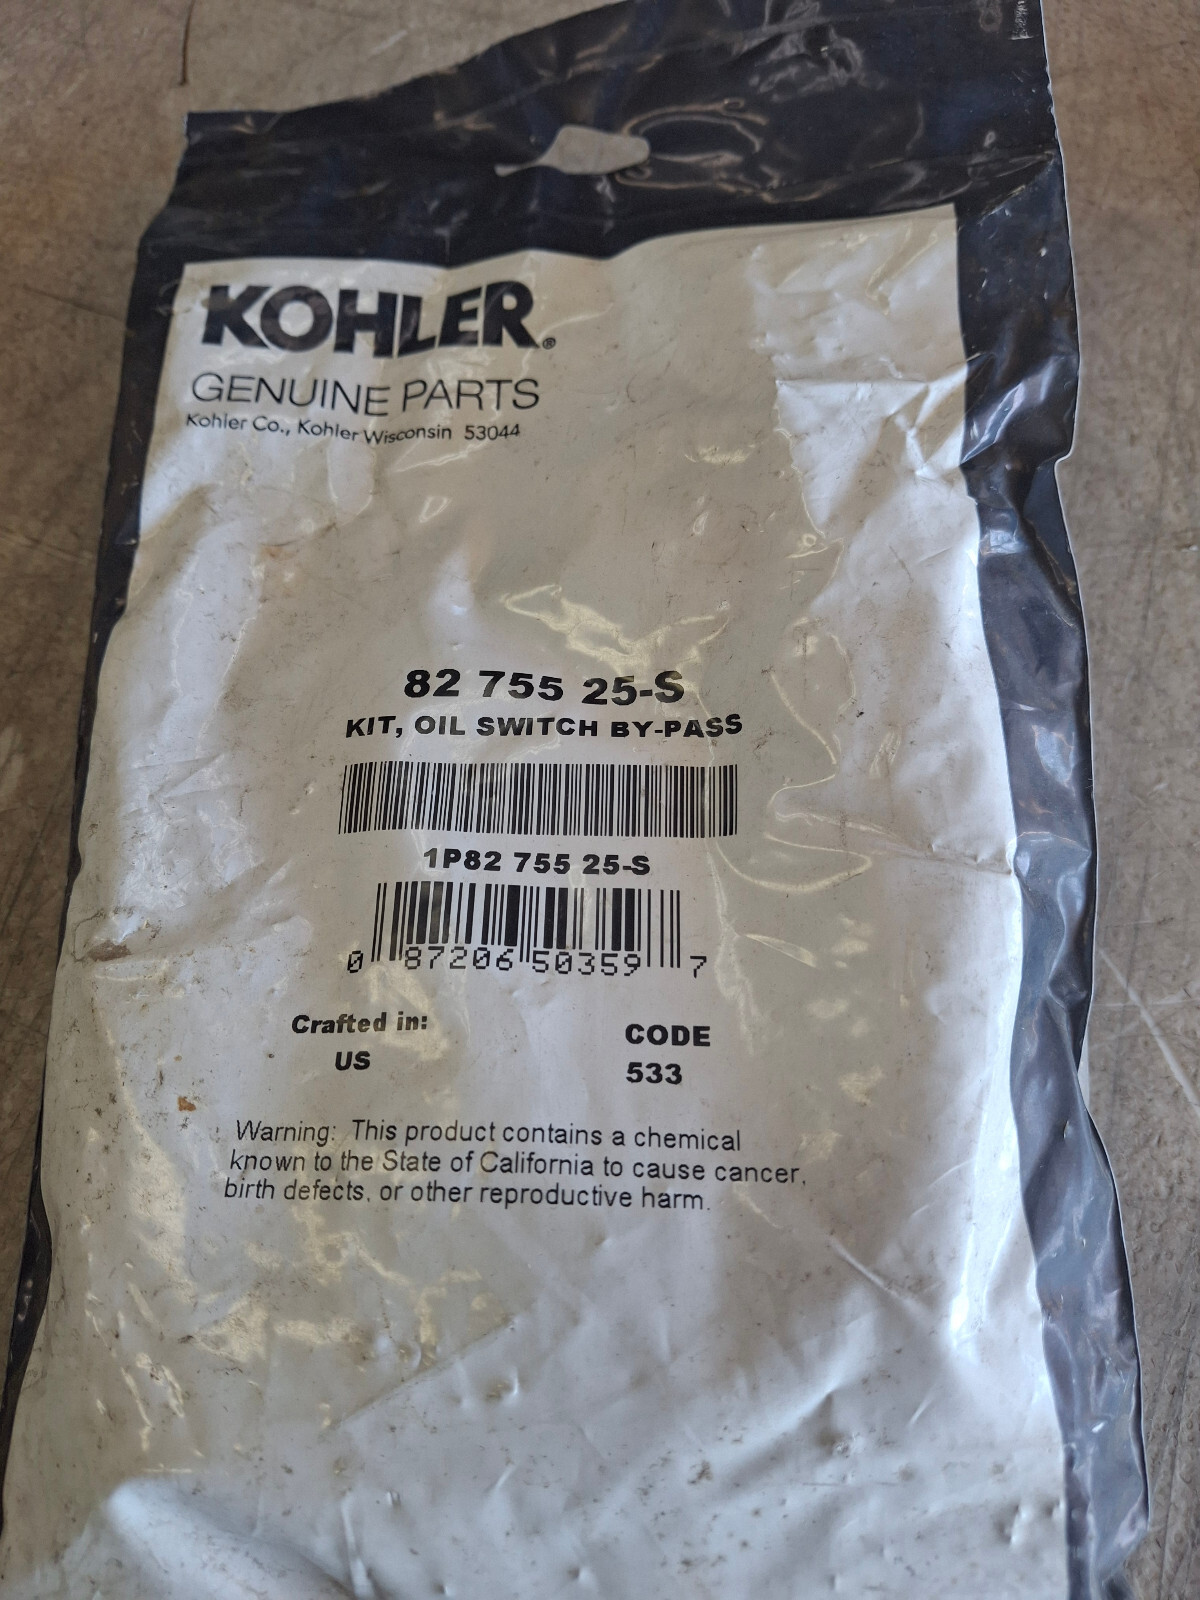 KOHLER®
GENUINE PARTS
Kohler Co., Kohler Wisconsin 53044
82 755 25-S
KIT, OIL SWITCH BY-PASS
1P82 755 25-S
0 87206 50359 7
Crafted in:
US
CODE
533
Warning: This product contains a chemical
known to the State of California to cause cancer,
birth defects, or other reproductive harm.